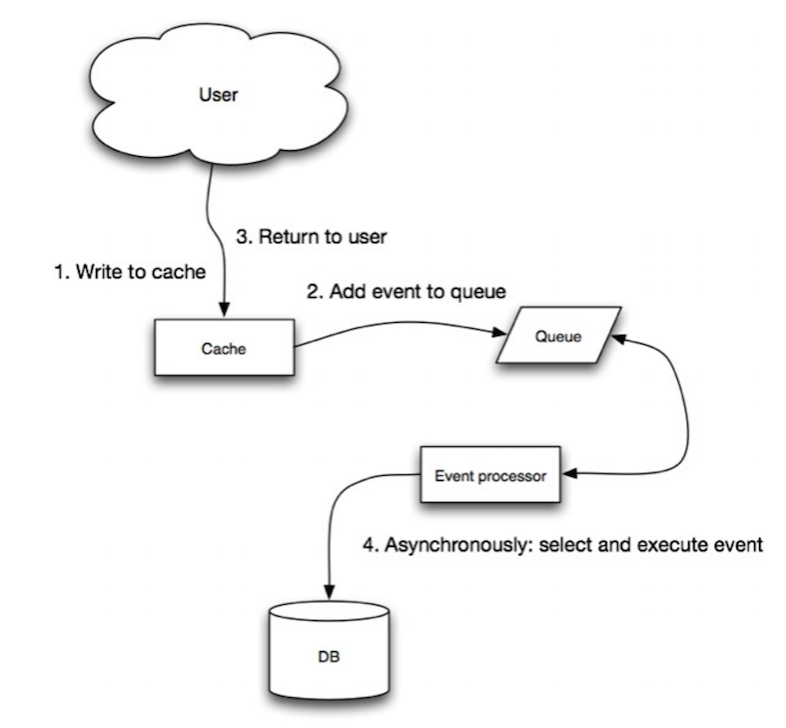 User
3. Return to user
1. Write to cache
2. Add event to queue
Queue
Cache
Event processor
4. Asynchronously: select and execute event
DB